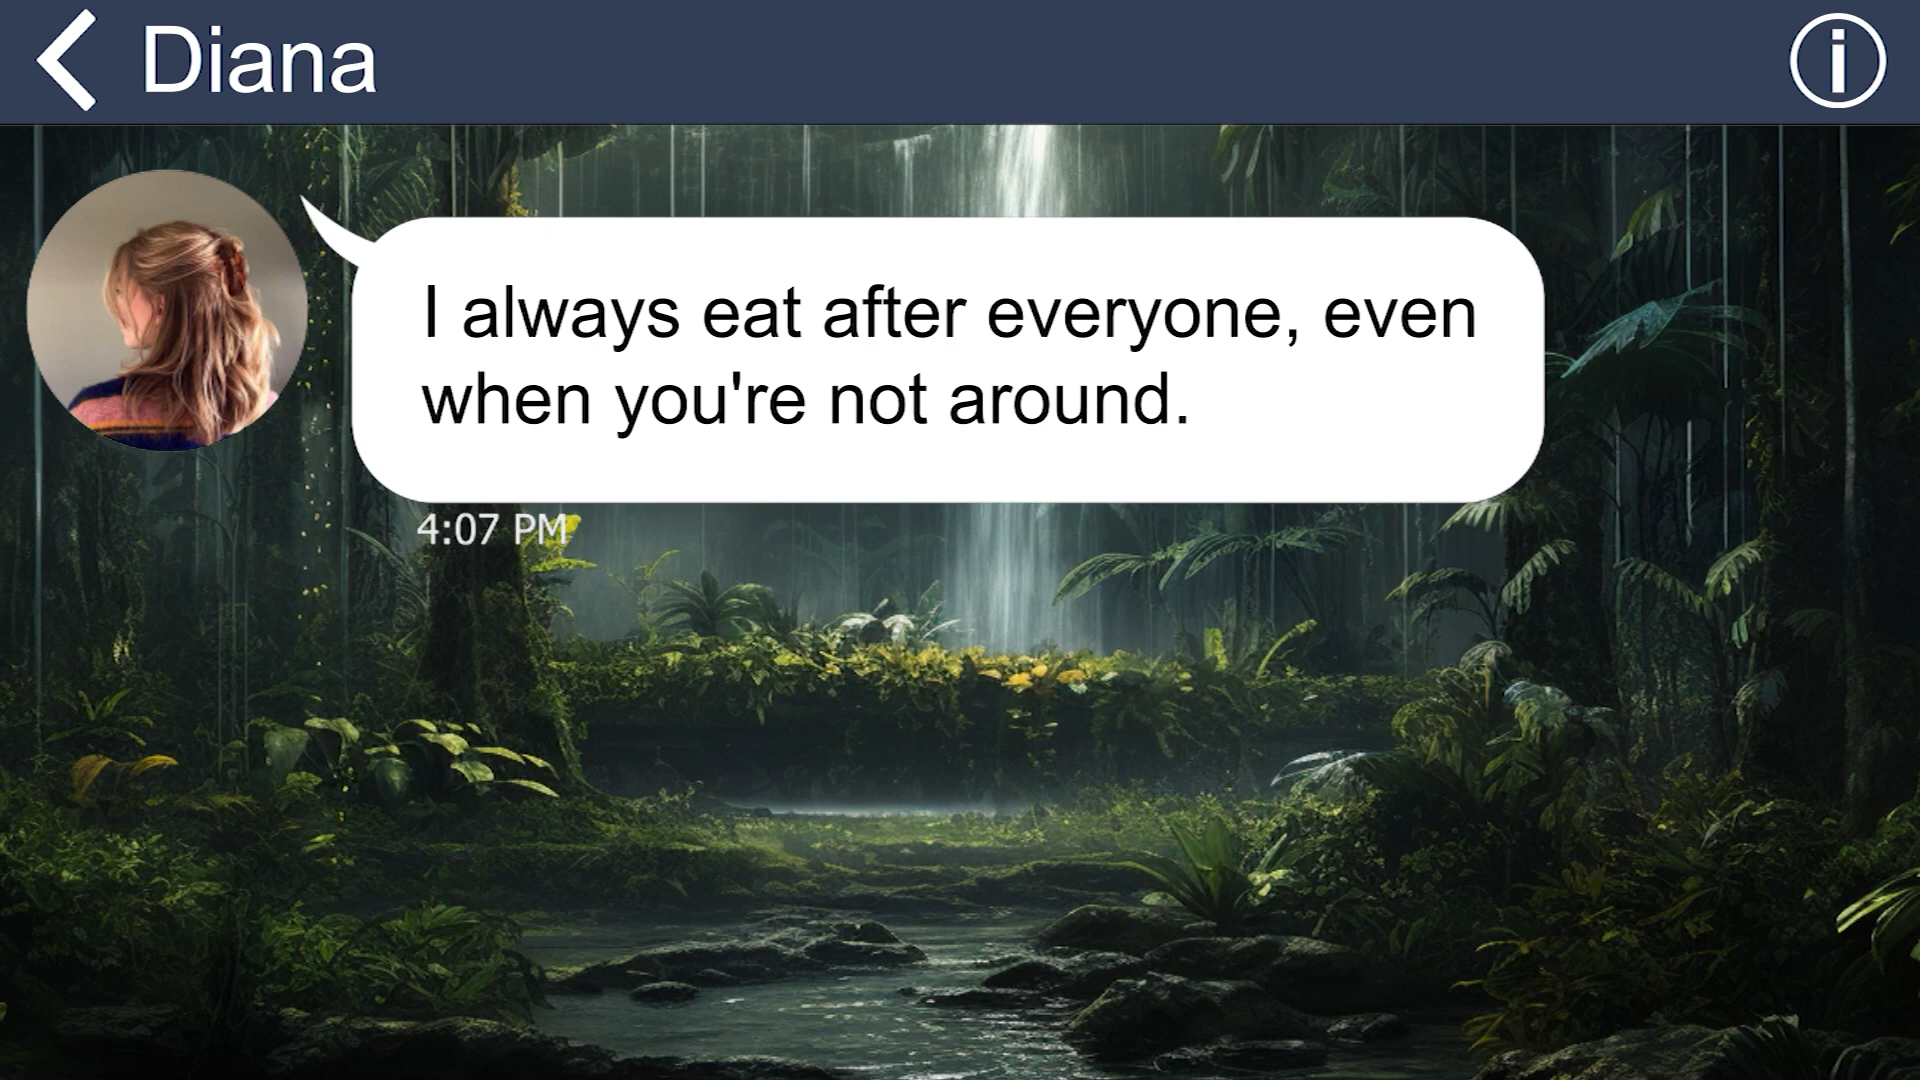 Diana
I always eat after everyone, even
when you're not around.
4:07 PM